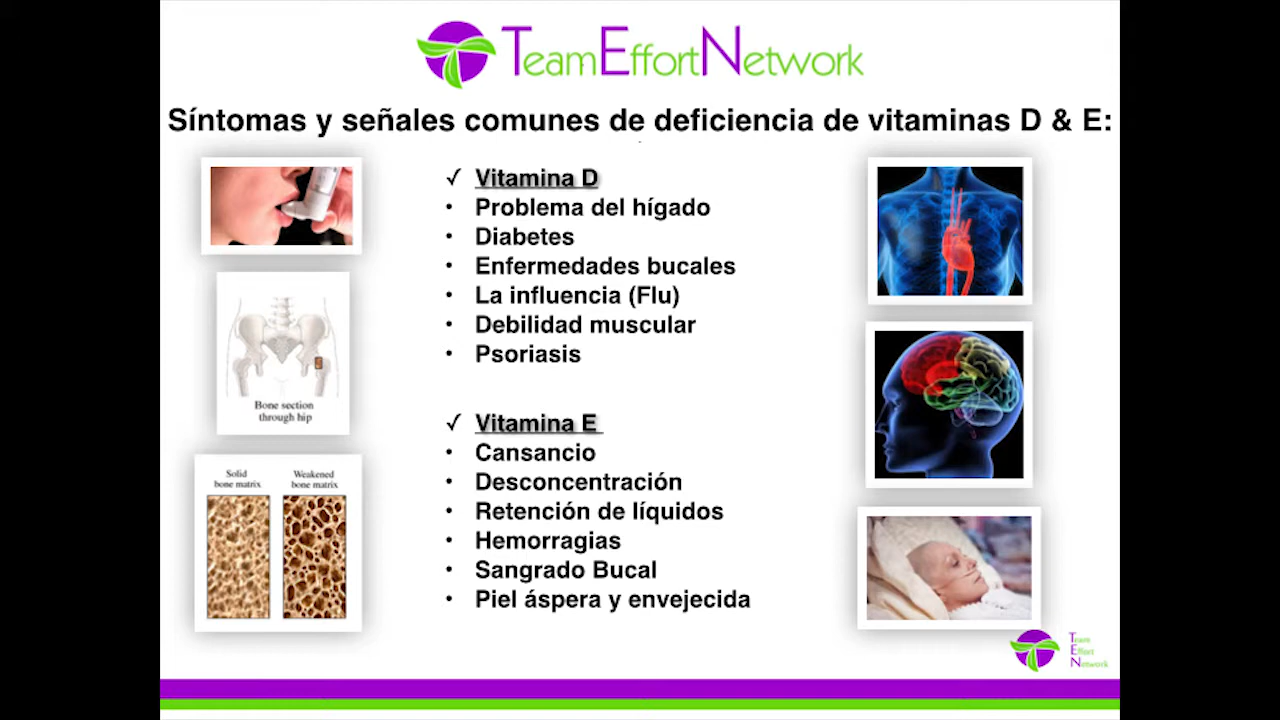 TeamEffortNetwork
Síntomas y señales comunes de deficiencia de vitaminas D & E:
✓ Vitamina D
• Problema del hígado
• Diabetes
• Enfermedades bucales
• La influencia (Flu)
• Debilidad muscular
• Psoriasis
✓ Vitamina E
• Cansancio
• Desconcentración
• Retención de líquidos
• Hemorragias
• Sangrado Bucal
• Piel áspera y envejecida
Bone section
through hip
Solid
bone matrix
Weakened
bone matrix
Team
Effort
Network